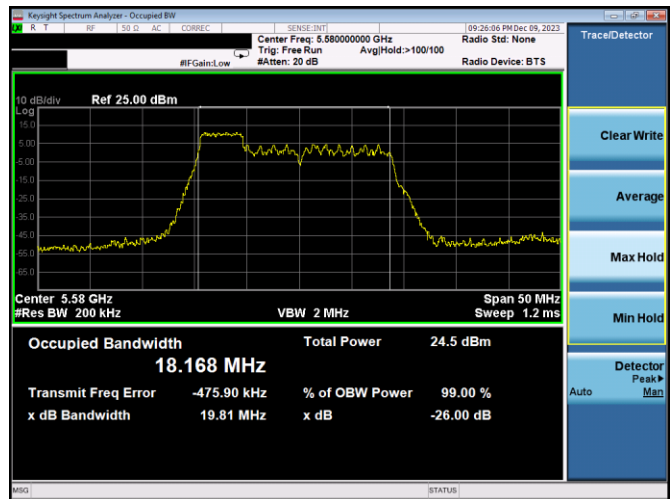 Keysight Spectrum Analyzer - Occupied BW
R T RF 50 Ω AC CORREC SENSE:INT 09:26:06 PM Dec 09, 2023
Center Freq: 5.580000000 GHz Radio Std: None
Trig: Free Run Avg|Hold:>100/100
#IFGain:Low #Atten: 20 dB Radio Device: BTS
Trace/Detector
10 dB/div Ref 25.00 dBm
Log
15.0
5.00
-5.00
-15.0
-25.0
-35.0
-45.0
-55.0
-65.0
Center 5.58 GHz Span 50 MHz
#Res BW 200 kHz VBW 2 MHz Sweep 1.2 ms
Occupied Bandwidth Total Power 24.5 dBm
18.168 MHz
Transmit Freq Error -475.90 kHz % of OBW Power 99.00 %
x dB Bandwidth 19.81 MHz x dB -26.00 dB
Clear Write
Average
Max Hold
Min Hold
Detector
Peak▶
Auto Man
MSG STATUS